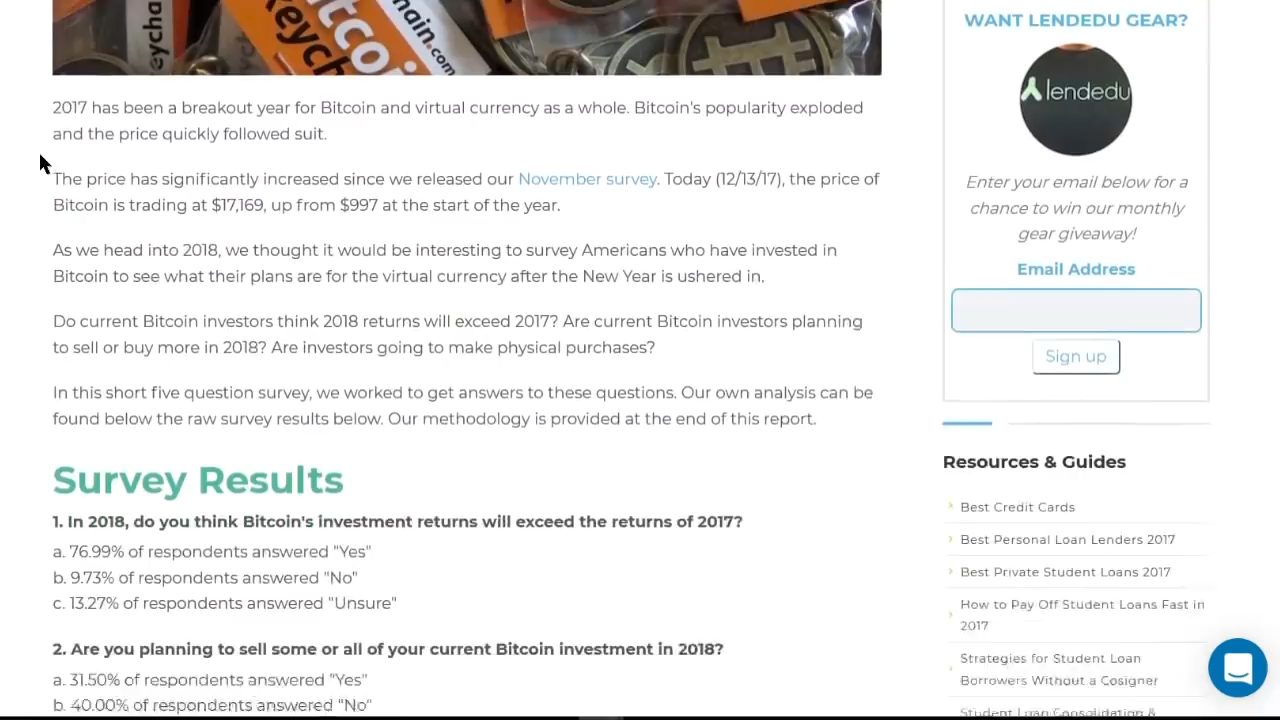 keycha
bitcoi
keych
main.com
2017 has been a breakout year for Bitcoin and virtual currency as a whole. Bitcoin's popularity exploded
and the price quickly followed suit.
The price has significantly increased since we released our November survey. Today (12/13/17), the price of
Bitcoin is trading at $17,169, up from $997 at the start of the year.
As we head into 2018, we thought it would be interesting to survey Americans who have invested in
Bitcoin to see what their plans are for the virtual currency after the New Year is ushered in.
Do current Bitcoin investors think 2018 returns will exceed 2017? Are current Bitcoin investors planning
to sell or buy more in 2018? Are investors going to make physical purchases?
In this short five question survey, we worked to get answers to these questions. Our own analysis can be
found below the raw survey results below. Our methodology is provided at the end of this report.
Survey Results
1. In 2018, do you think Bitcoin's investment returns will exceed the returns of 2017?
a. 76.99% of respondents answered "Yes"
b. 9.73% of respondents answered "No"
c. 13.27% of respondents answered "Unsure"
2. Are you planning to sell some or all of your current Bitcoin investment in 2018?
a. 31.50% of respondents answered "Yes"
b. 40.00% of respondents answered "No"
WANT LENDEDU GEAR?
lendedu
Enter your email below for a
chance to win our monthly
gear giveaway!
Email Address
Sign up
Resources & Guides
Best Credit Cards
Best Personal Loan Lenders 2017
Best Private Student Loans 2017
How to Pay Off Student Loans Fast in
2017
Strategies for Student Loan
Borrowers Without a Cosigner
Student Loan Consolidation &